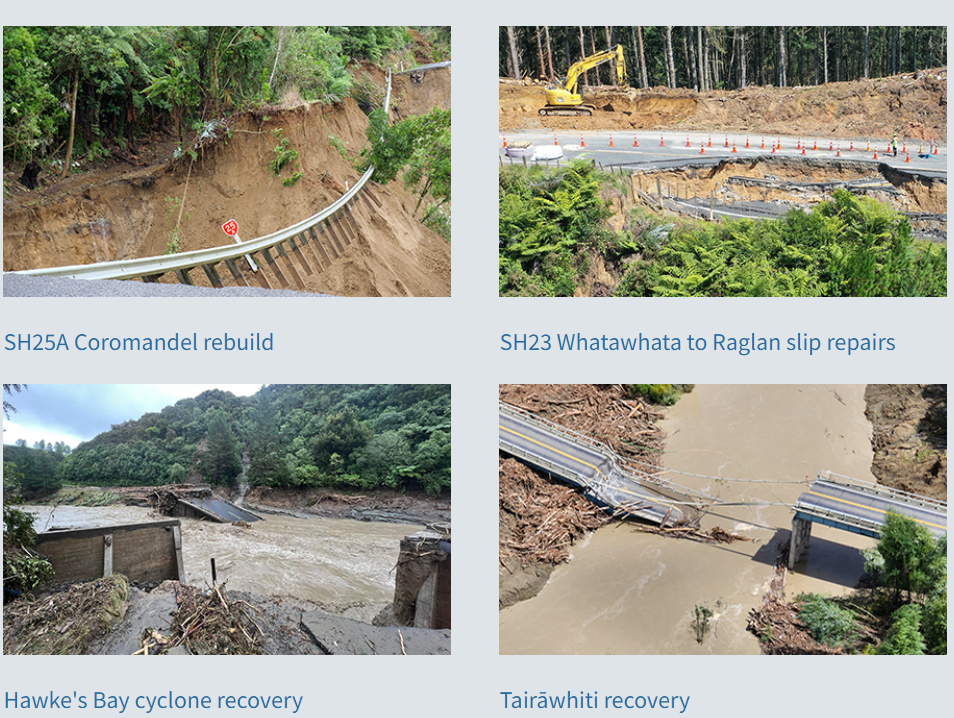 SH25A Coromandel rebuild
SH23 Whatawhata to Raglan slip repairs
Hawke's Bay cyclone recovery
Tairāwhiti recovery